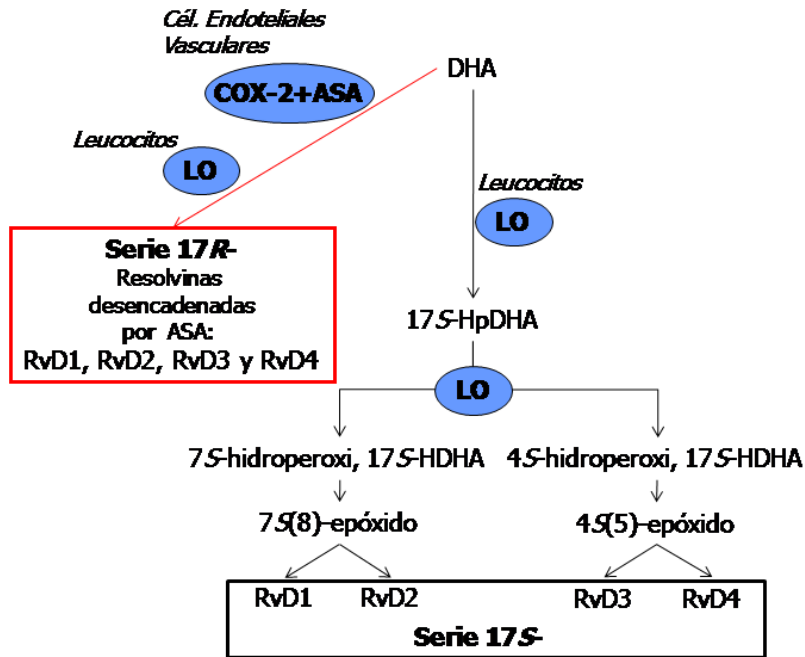 Cél. Endoteliales
Vasculares
COX-2+ASA
DHA
Leucocitos
LO
Leucocitos
LO
Serie 17R-
Resolvinas
desencadenadas
por ASA:
RvD1, RvD2, RvD3 y RvD4
17S-HpDHA
LO
7S-hidroperoxi, 17S-HDHA
4S-hidroperoxi, 17S-HDHA
7S(8)-epóxido
4S(5)-epóxido
RvD1 RvD2 RvD3 RvD4
Serie 17S-